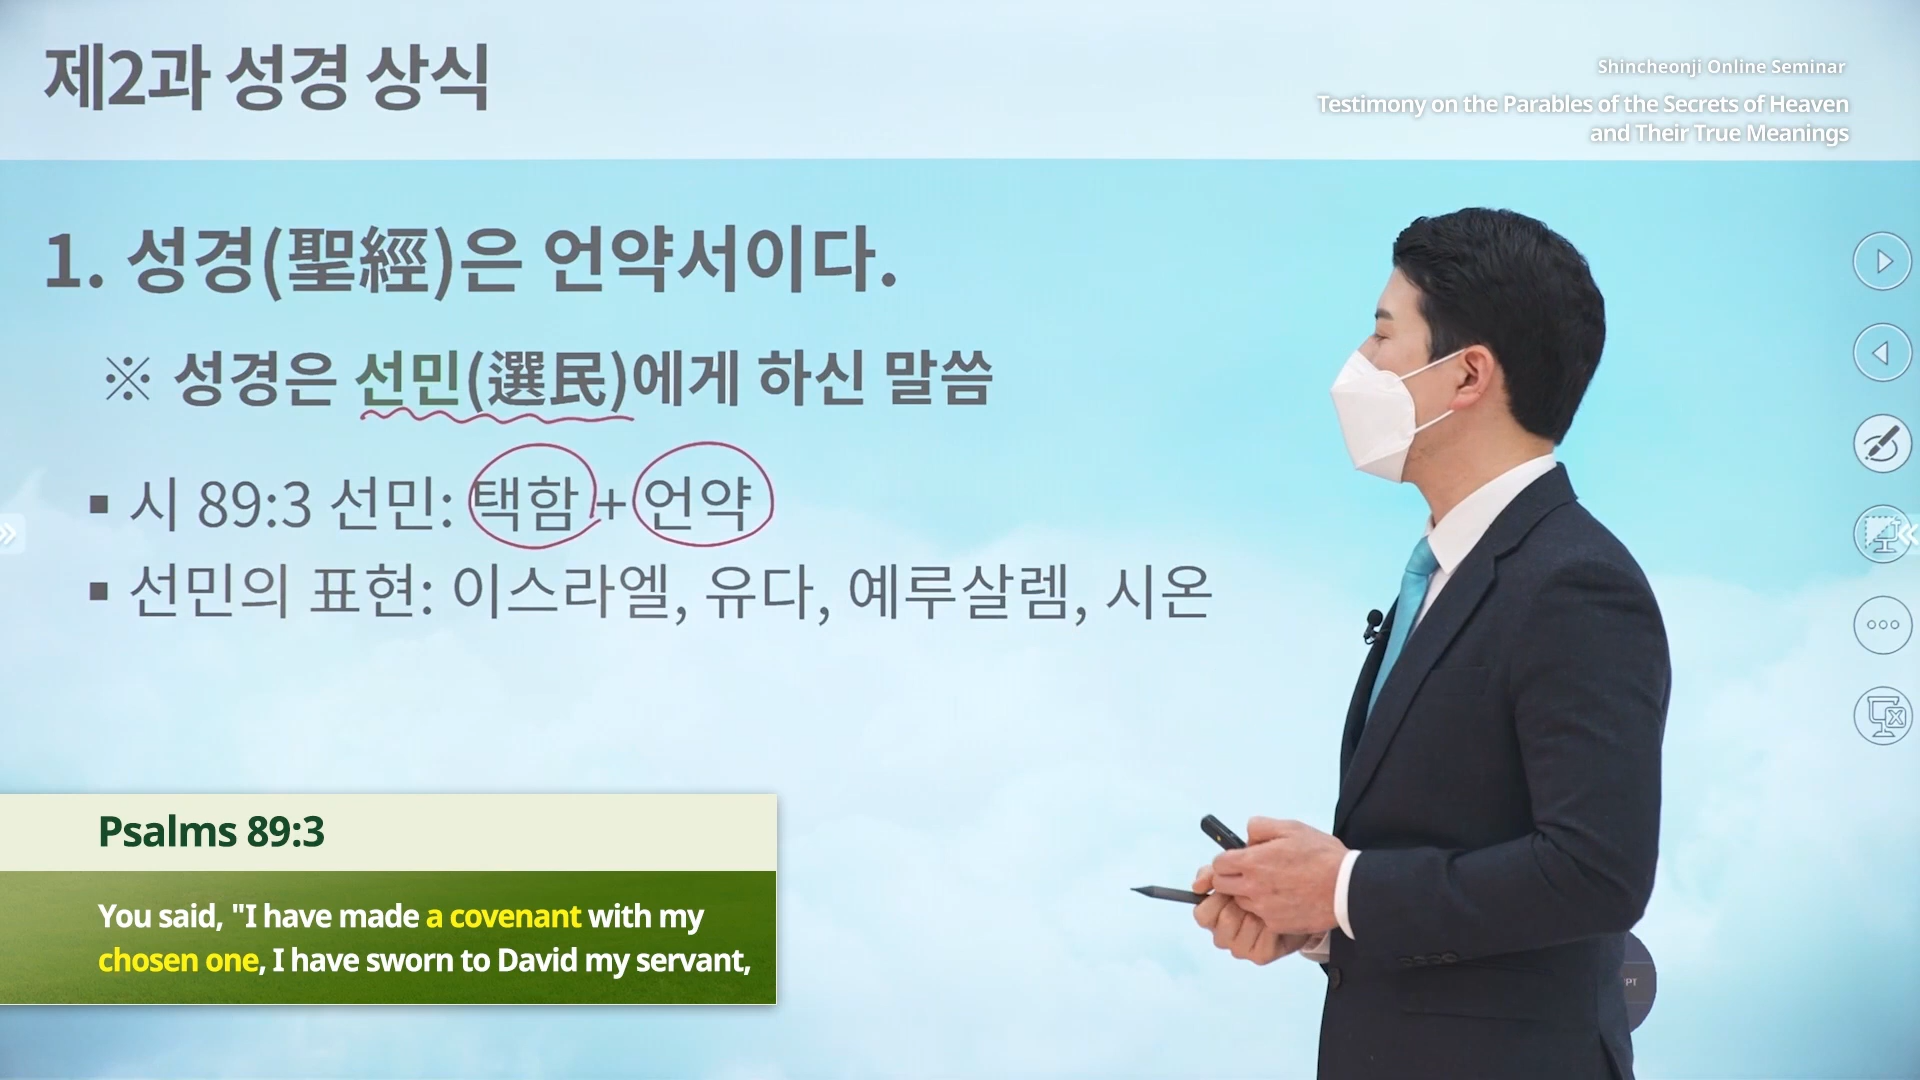 제2과 성경 상식
Shincheonji Online Seminar
Testimony on the Parables of the Secrets of Heaven
and Their True Meanings
1. 성경(聖經)은 언약서이다.
※ 성경은 선민(選民)에게 하신 말씀
▪ 시 89:3 선민: 택함 + 언약
▪ 선민의 표현: 이스라엘, 유다, 예루살렘, 시온
Psalms 89:3
You said, "I have made a covenant with my
chosen one, I have sworn to David my servant,
PT